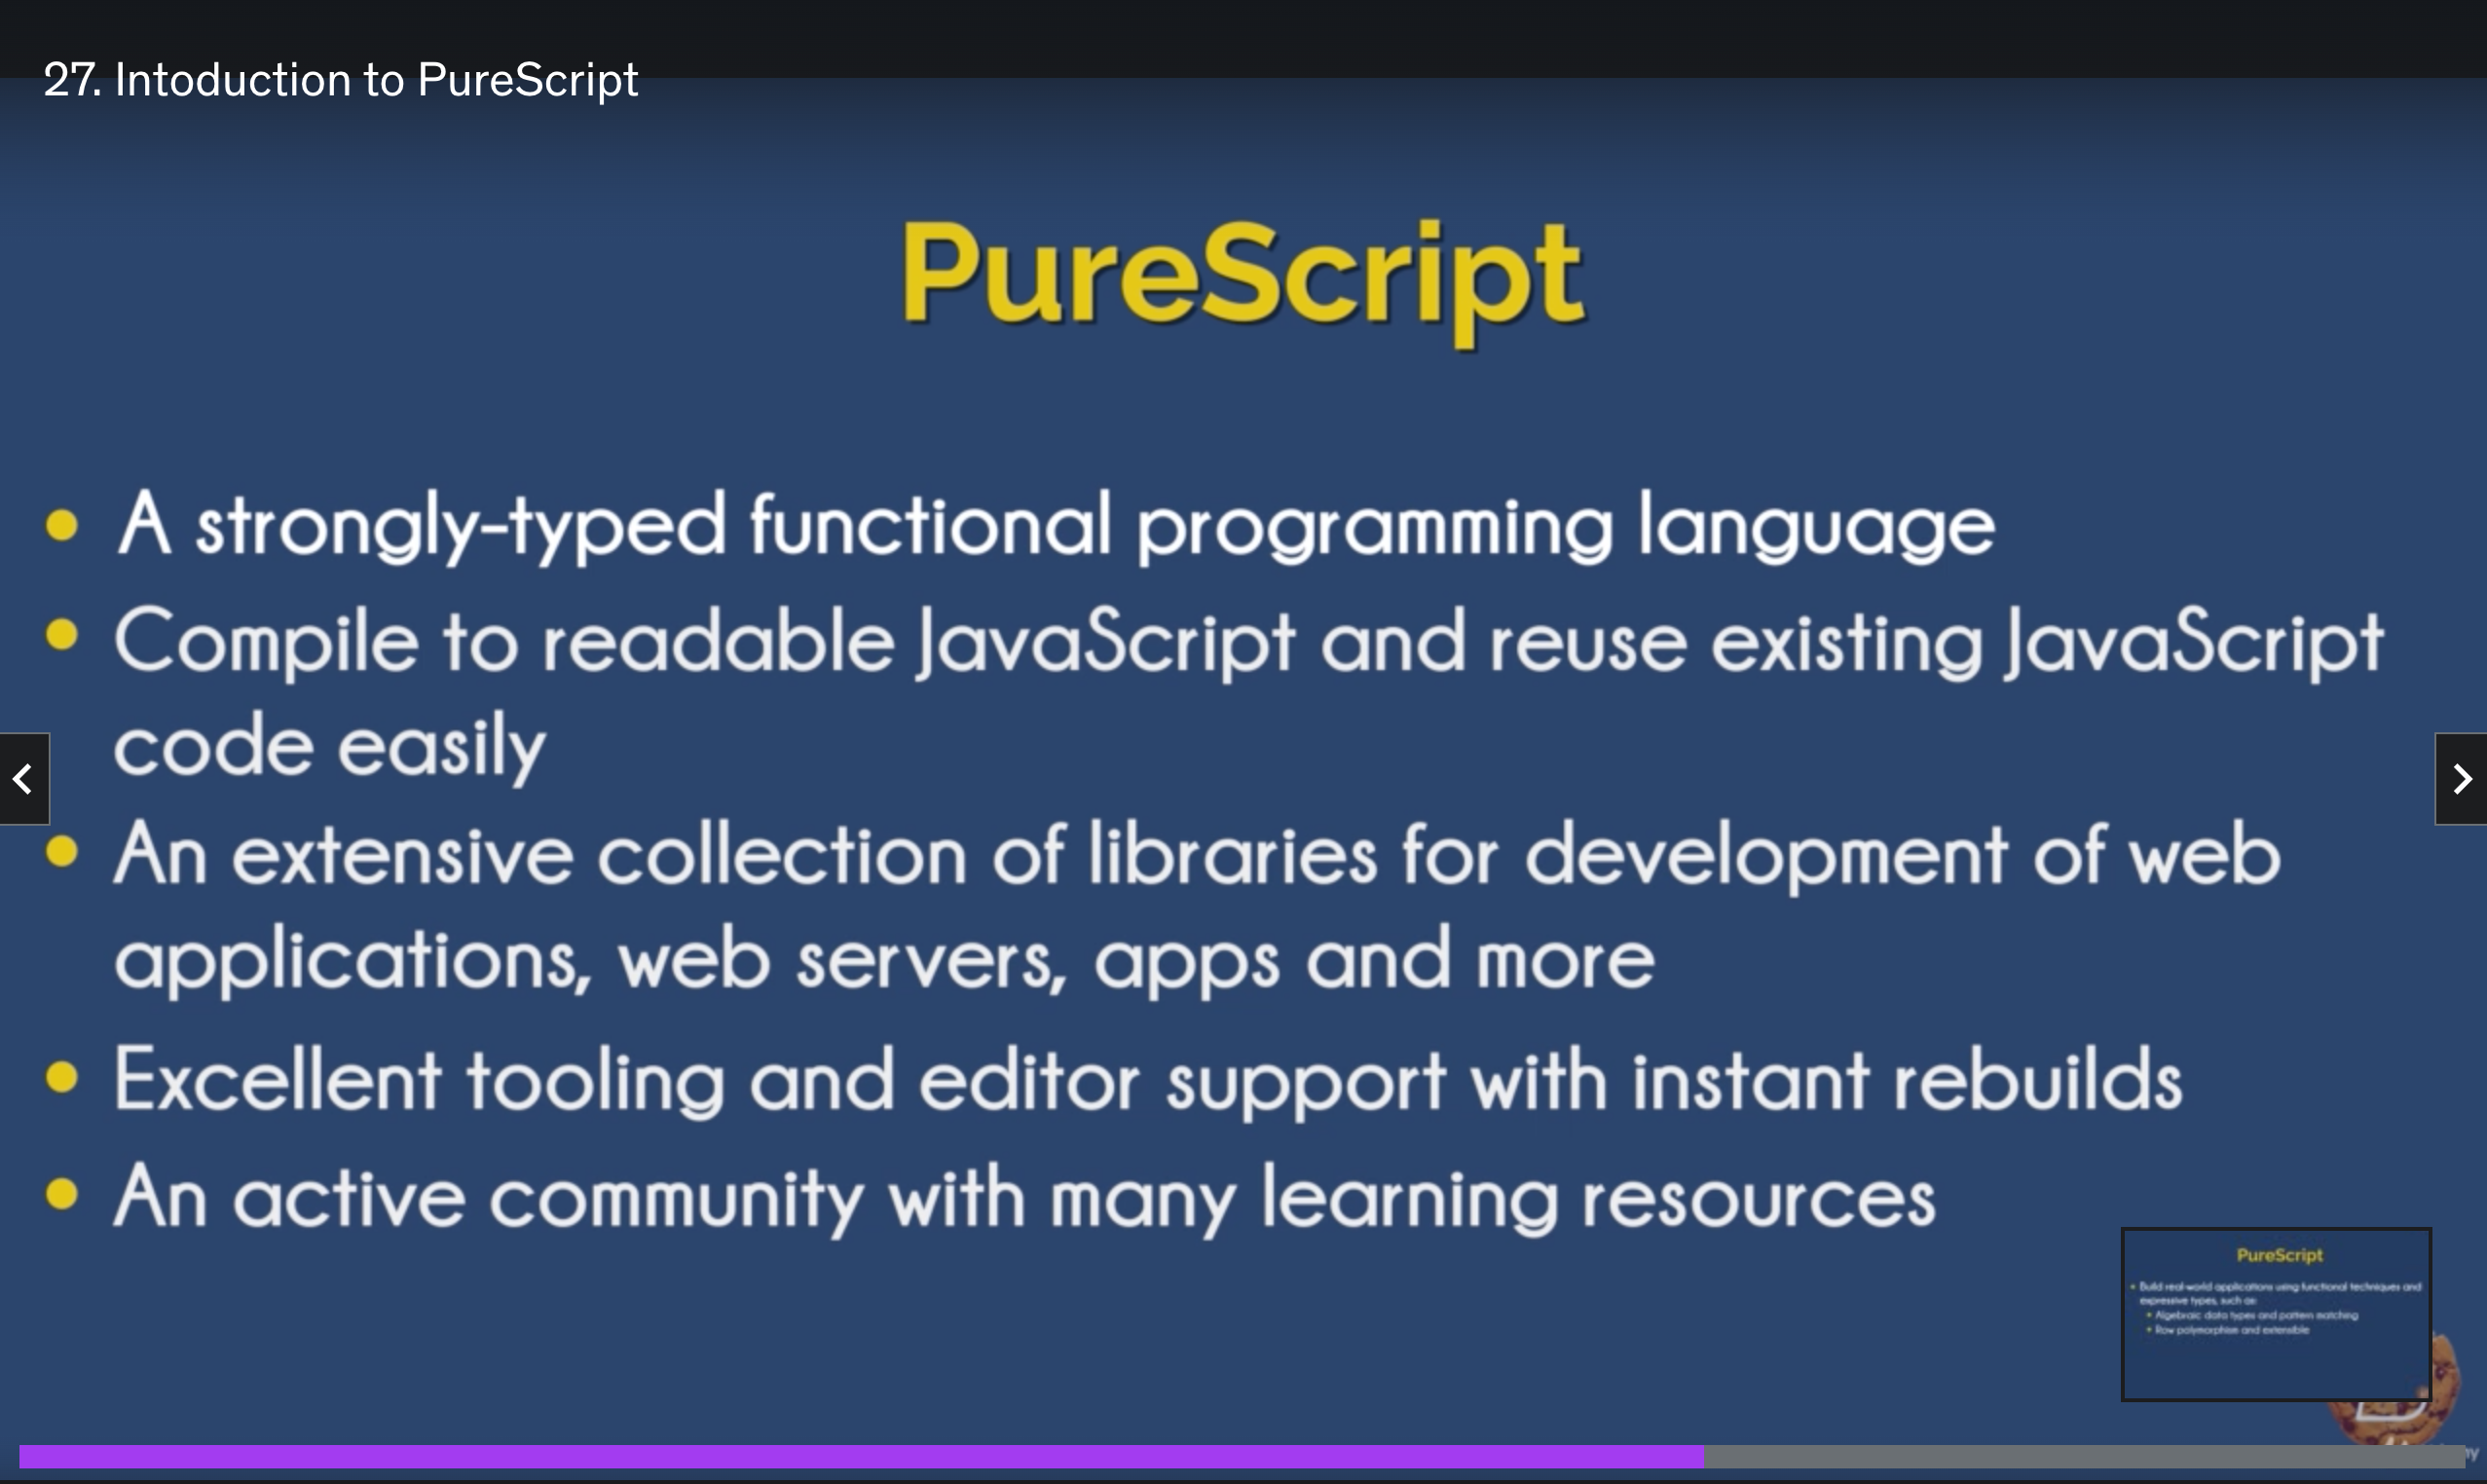 27. Intoduction to PureScript
PureScript
A strongly-typed functional programming language
Compile to readable JavaScript and reuse existing JavaScript
code easily
An extensive collection of libraries for development of web
applications, web servers, apps and more
Excellent tooling and editor support with instant rebuilds
An active community with many learning resources
PureScript
Build real-world applications using functional techniques and
expressive types, such as:
Algebraic data types and pattern matching
Row polymorphism and extensible